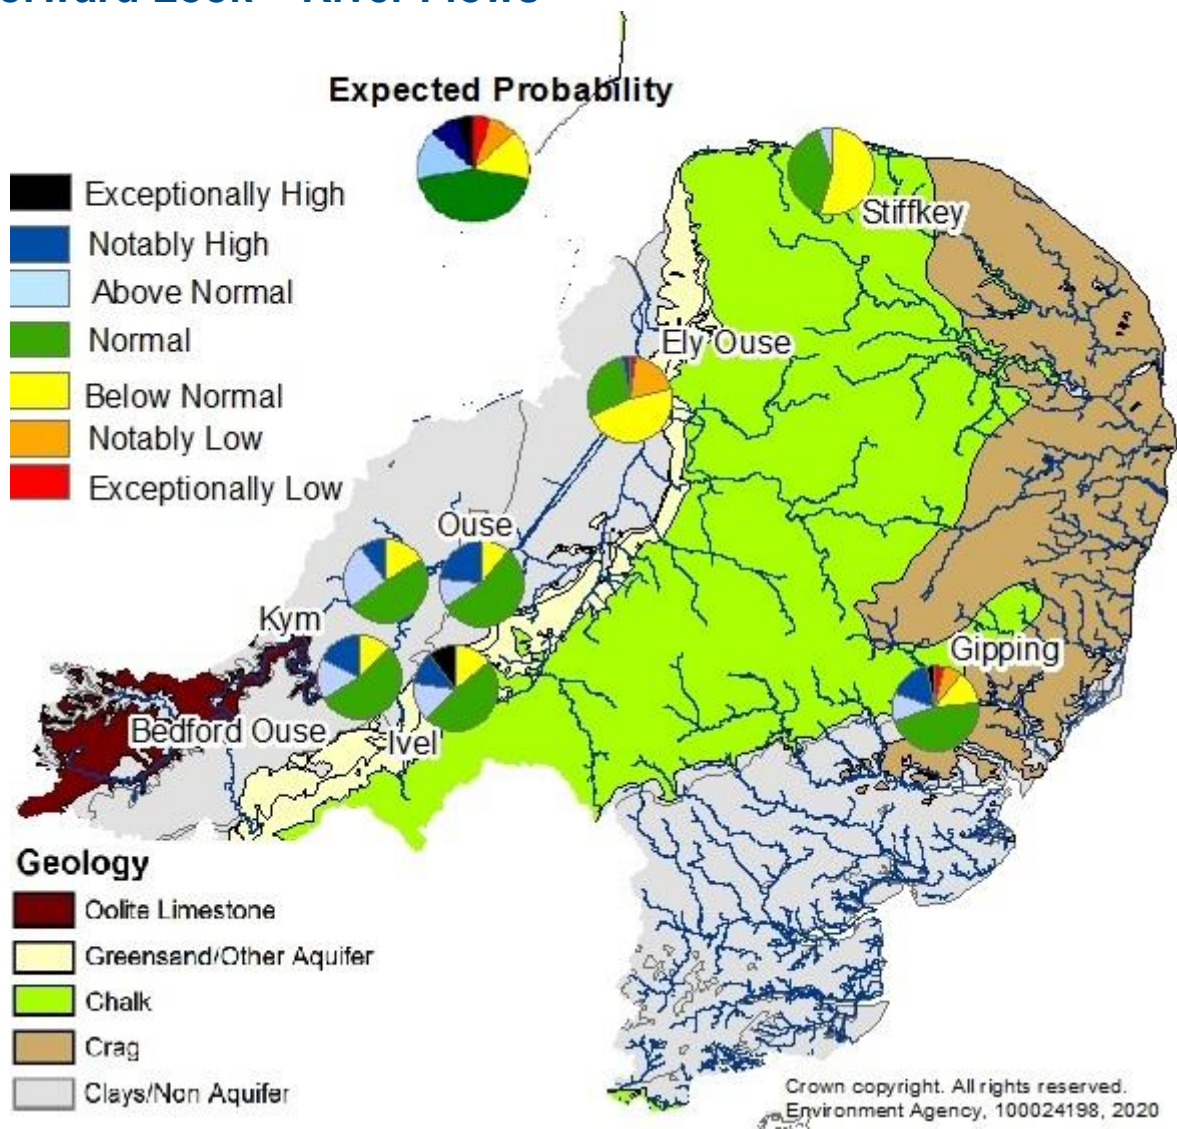 Expected Probability
Exceptionally High
Notably High
Above Normal
Normal
Below Normal
Notably Low
Exceptionally Low
Stiffkey
Ely Ouse
Ouse
Kym
Gipping
Bedford Ouse
Ivel
Geology
Oolite Limestone
Greensand/Other Aquifer
Chalk
Crag
Clays/Non Aquifer
Crown copyright. All rights reserved.
Environment Agency, 100024198, 2020